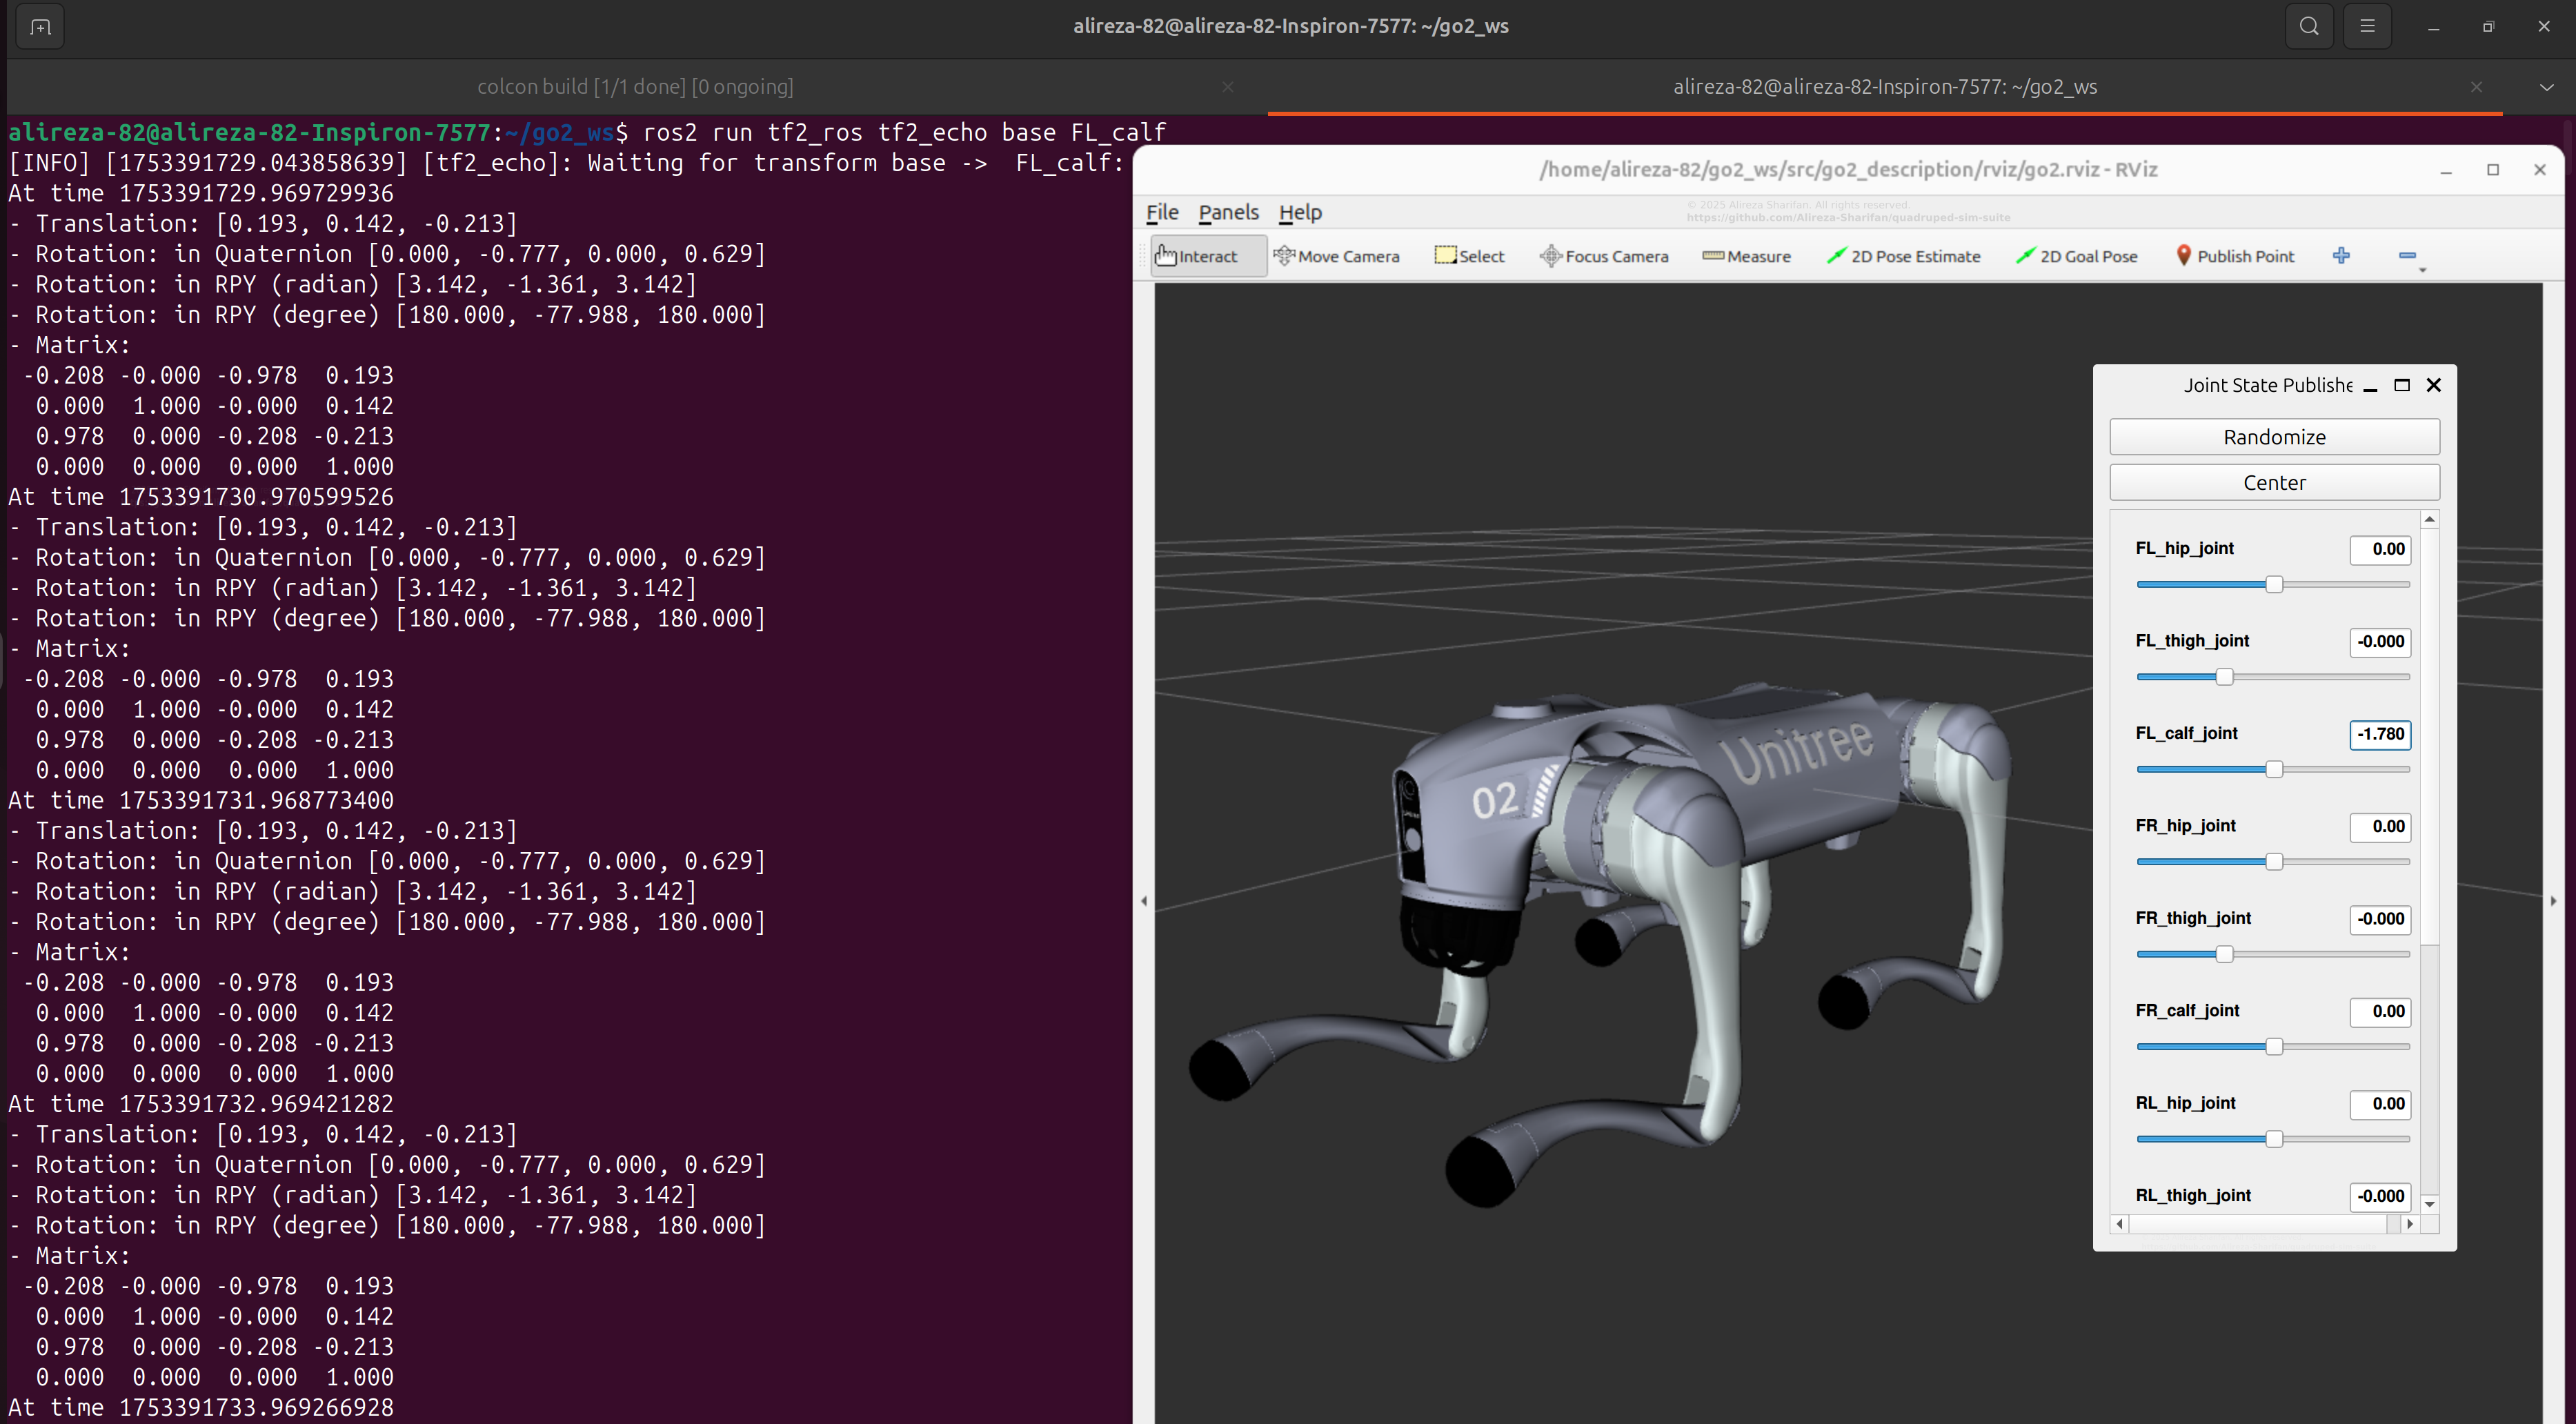 alireza-82@alireza-82-Inspiron-7577: ~/go2_ws
colcon build [1/1 done] [0 ongoing]
alireza-82@alireza-82-Inspiron-7577: ~/go2_ws
alireza-82@alireza-82-Inspiron-7577:~/go2_ws$ ros2 run tf2_ros tf2_echo base FL_calf
[INFO] [1753391729.043858639] [tf2_echo]: Waiting for transform base ->  FL_calf:
At time 1753391729.969729936
- Translation: [0.193, 0.142, -0.213]
- Rotation: in Quaternion [0.000, -0.777, 0.000, 0.629]
- Rotation: in RPY (radian) [3.142, -1.361, 3.142]
- Rotation: in RPY (degree) [180.000, -77.988, 180.000]
- Matrix:
-0.208 -0.000 -0.978  0.193
0.000  1.000 -0.000  0.142
0.978  0.000 -0.208 -0.213
0.000  0.000  0.000  1.000
At time 1753391730.970599526
- Translation: [0.193, 0.142, -0.213]
- Rotation: in Quaternion [0.000, -0.777, 0.000, 0.629]
- Rotation: in RPY (radian) [3.142, -1.361, 3.142]
- Rotation: in RPY (degree) [180.000, -77.988, 180.000]
- Matrix:
-0.208 -0.000 -0.978  0.193
0.000  1.000 -0.000  0.142
0.978  0.000 -0.208 -0.213
0.000  0.000  0.000  1.000
At time 1753391731.968773400
- Translation: [0.193, 0.142, -0.213]
- Rotation: in Quaternion [0.000, -0.777, 0.000, 0.629]
- Rotation: in RPY (radian) [3.142, -1.361, 3.142]
- Rotation: in RPY (degree) [180.000, -77.988, 180.000]
- Matrix:
-0.208 -0.000 -0.978  0.193
0.000  1.000 -0.000  0.142
0.978  0.000 -0.208 -0.213
0.000  0.000  0.000  1.000
At time 1753391732.969421282
- Translation: [0.193, 0.142, -0.213]
- Rotation: in Quaternion [0.000, -0.777, 0.000, 0.629]
- Rotation: in RPY (radian) [3.142, -1.361, 3.142]
- Rotation: in RPY (degree) [180.000, -77.988, 180.000]
- Matrix:
-0.208 -0.000 -0.978  0.193
0.000  1.000 -0.000  0.142
0.978  0.000 -0.208 -0.213
0.000  0.000  0.000  1.000
At time 1753391733.969266928
/home/alireza-82/go2_ws/src/go2_description/rviz/go2.rviz - RViz
File Panels Help
© 2025 Alireza Sharifan. All rights reserved.
https://github.com/Alireza-Sharifan/quadruped-sim-suite
Interact Move Camera Select Focus Camera Measure 2D Pose Estimate 2D Goal Pose Publish Point
Unitree
02
Joint State Publishe
Randomize
Center
FL_hip_joint 0.00
FL_thigh_joint -0.000
FL_calf_joint -1.780
FR_hip_joint 0.00
FR_thigh_joint -0.000
FR_calf_joint 0.00
RL_hip_joint 0.00
RL_thigh_joint -0.000